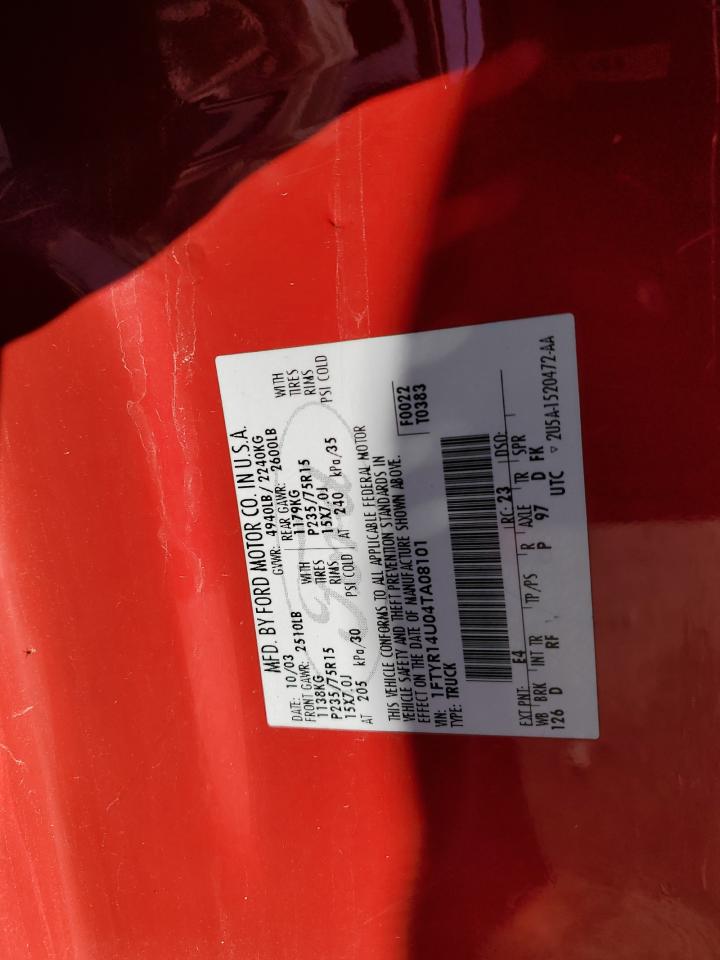 MFD. BY FORD MOTOR CO. IN U.S.A.
DATE: 10/03 GVWR: 4940LB/ 2240KG
FRONT GAWR: 2510LB REAR GAWR: 2600LB
1138KG WITH 1179KG WITH
P235/75R15 TIRES P235/75R15 TIRES
15X7.0J RIMS 15X7.0J RIMS
AT 205 kPa/30 PSI COLD AT 240 kPa/35 PSI COLD
Ford
THIS VEHICLE CONFORMS TO ALL APPLICABLE FEDERAL MOTOR
VEHICLE SAFETY AND THEFT PREVENTION STANDARDS IN
EFFECT ON THE DATE OF MANUFACTURE SHOWN ABOVE.
VIN: 1FTYR14U04TA08101
TYPE: TRUCK
F0022
T0383
EXT PNT: E4 RC: 23 DSO:
WB BRK INT TR TP/PS R AXLE TR SPR
126 D RF P 97 D FK
UTC ▽ 2U5A-1520472-AA